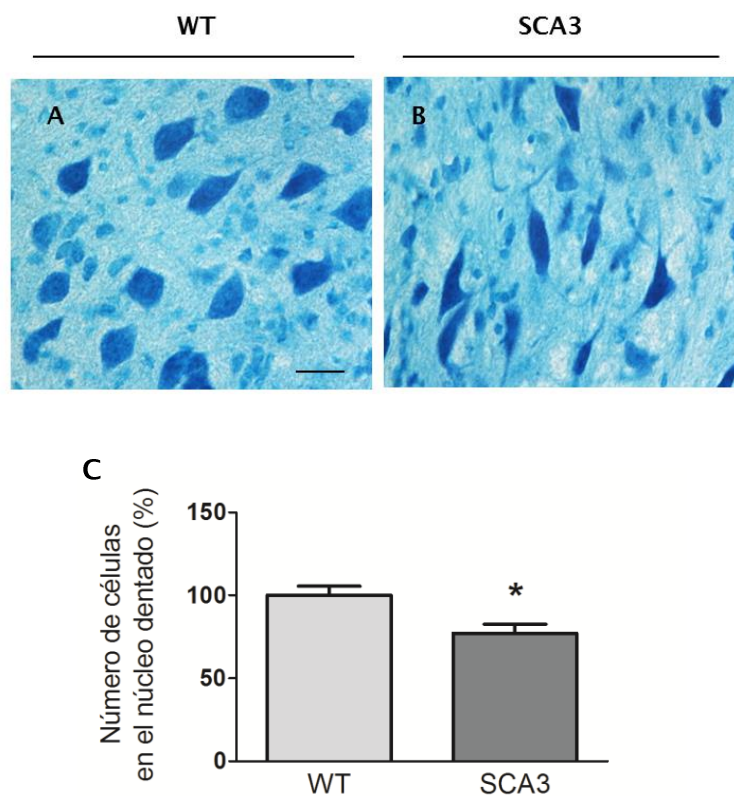 WT
SCA3
A
B
C
Número de células
en el núcleo dentado (%)
150
100
50
0
*
WT
SCA3